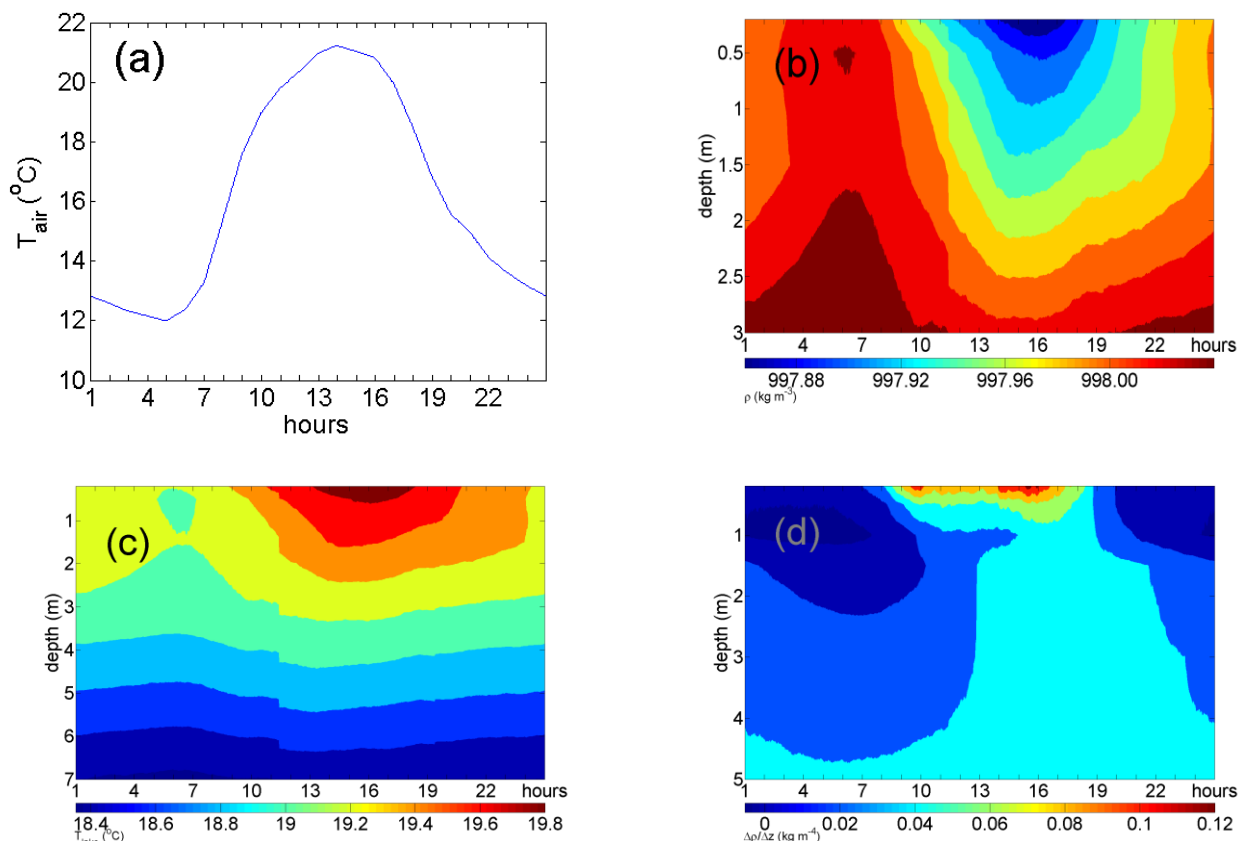 (a)
22
20
18
16
14
12
10
T_air (°C)
1 4 7 10 13 16 19 22
hours
(b)
0.5
1
1.5
2
2.5
3
depth (m)
1 4 7 10 13 16 19 22 hours
997.88 997.92 997.96 998.00
ρ (kg m⁻³)
(c)
1
2
3
4
5
6
7
depth (m)
1 4 7 10 13 16 19 22 hours
18.4 18.6 18.8 19 19.2 19.4 19.6 19.8
(°C)
(d)
1
2
3
4
5
depth (m)
1 4 7 10 13 16 19 22 hours
0 0.02 0.04 0.06 0.08 0.1 0.12
Δρ/Δz (kg m⁻⁴)